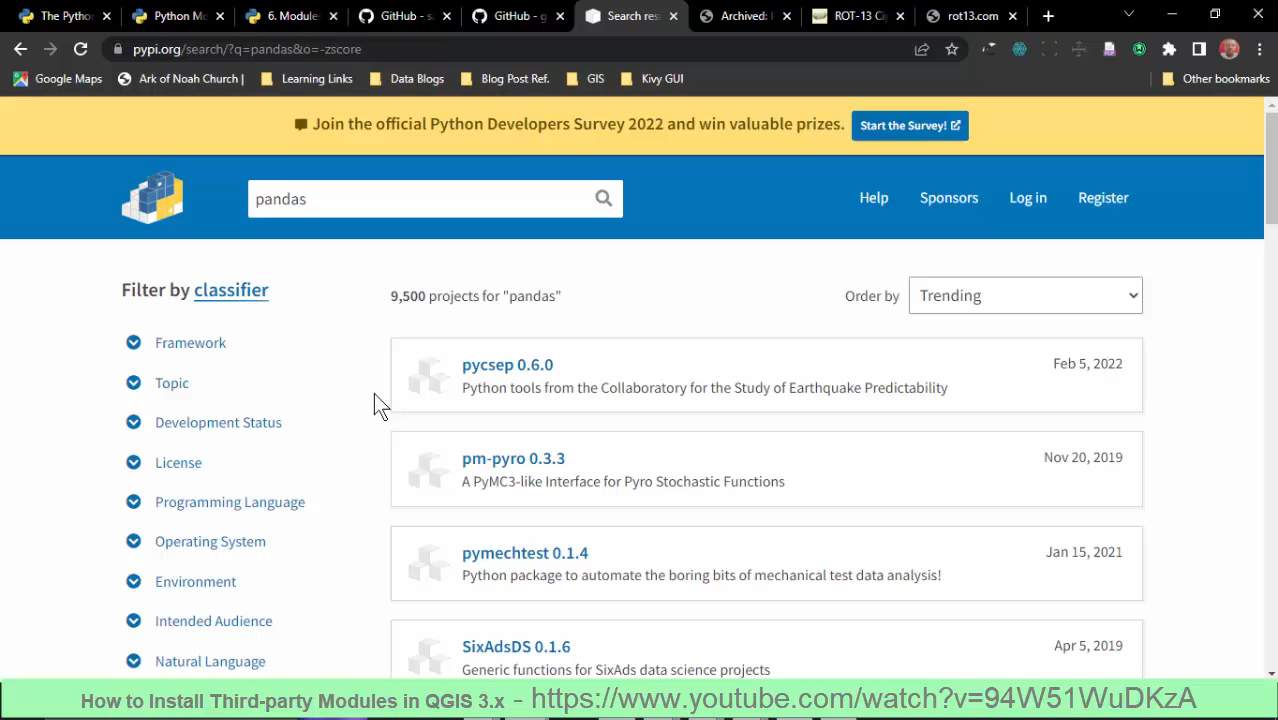 The Pytho
Python Mo
6. Module
GitHub - s
GitHub - g
Search res
Archived:
ROT-13 Ci
rot13.com
pypi.org/search/?q=pandas&o=-zscore
Google Maps
Ark of Noah Church |
Learning Links
Data Blogs
Blog Post Ref.
GIS
Kivy GUI
Other bookmarks
Join the official Python Developers Survey 2022 and win valuable prizes.
Start the Survey!
pandas
Help
Sponsors
Log in
Register
Filter by classifier
9,500 projects for "pandas"
Order by
Trending
Framework
Topic
Development Status
License
Programming Language
Operating System
Environment
Intended Audience
Natural Language
pycsep 0.6.0
Feb 5, 2022
Python tools from the Collaboratory for the Study of Earthquake Predictability
pm-pyro 0.3.3
Nov 20, 2019
A PyMC3-like Interface for Pyro Stochastic Functions
pymechtest 0.1.4
Jan 15, 2021
Python package to automate the boring bits of mechanical test data analysis!
SixAdsDS 0.1.6
Apr 5, 2019
Generic functions for SixAds data science projects
How to Install Third-party Modules in QGIS 3.x - https://www.youtube.com/watch?v=94W51WuDKzA